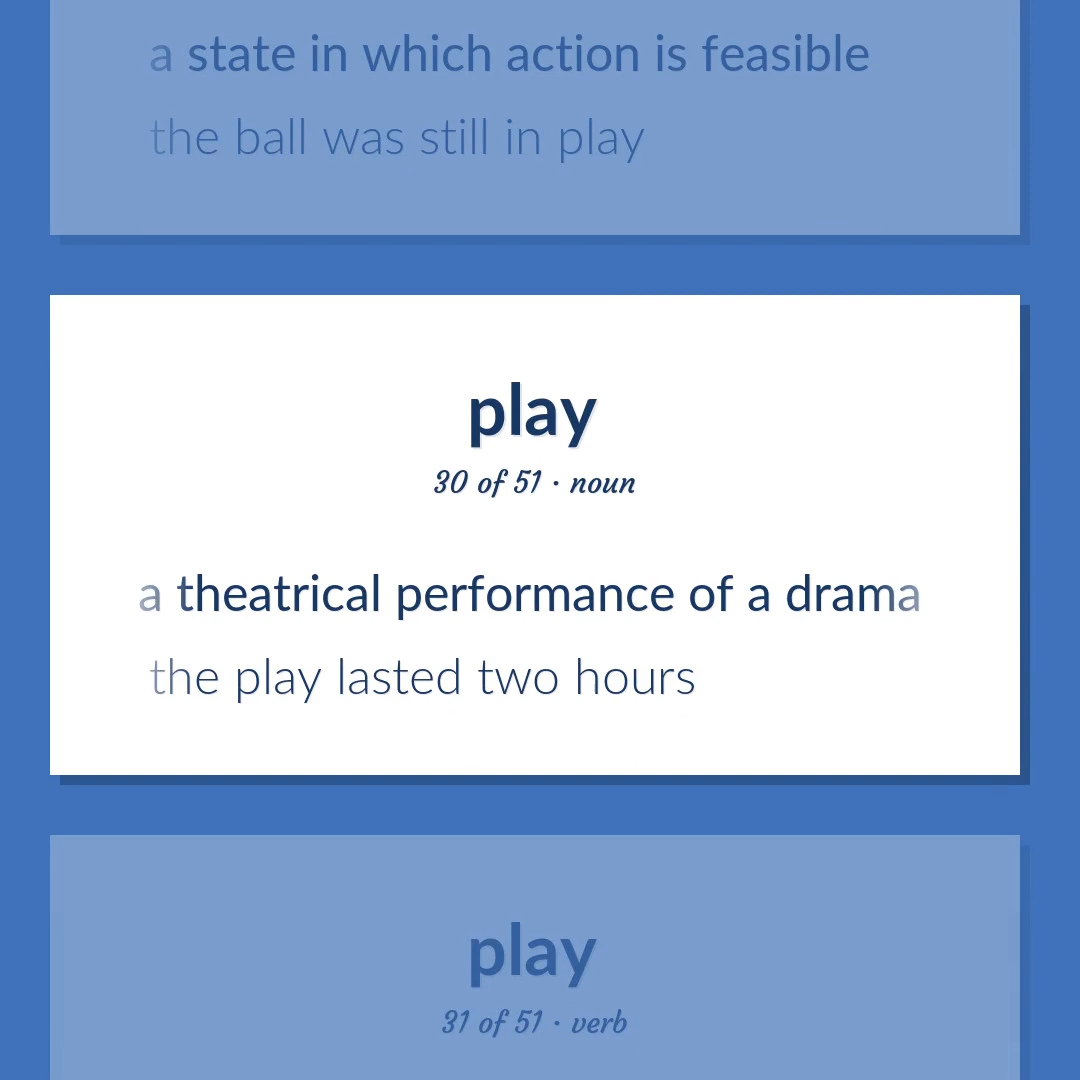 a state in which action is feasible
the ball was still in play
play
30 of 51 · noun
a theatrical performance of a drama
the play lasted two hours
play
31 of 51 · verb